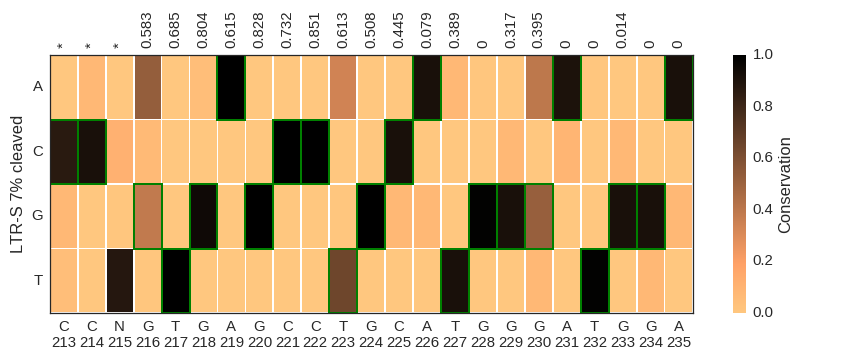 * * * 0.583 0.685 0.804 0.615 0.828 0.732 0.851 0.613 0.508 0.445 0.079 0.389 0 0.317 0.395 0 0 0.014 0 0
LTR-S 7% cleaved
A
C
G
T
C C N G T G A G C C T G C A T G G G A T G G A
213 214 215 216 217 218 219 220 221 222 223 224 225 226 227 228 229 230 231 232 233 234 235
1.0
0.8
0.6
0.4
0.2
0.0
Conservation